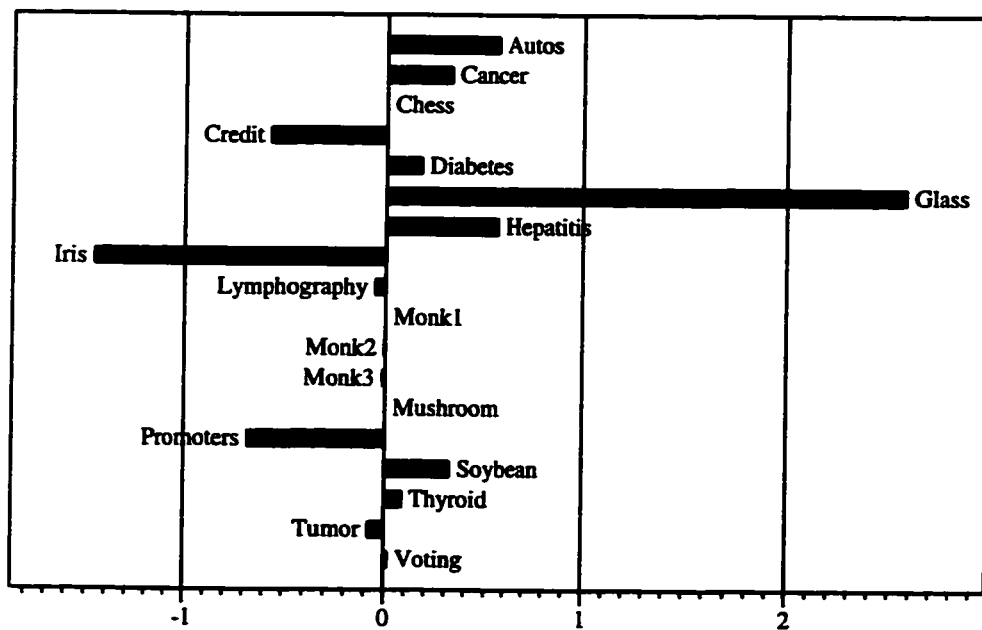 Autos
Cancer
Chess
Credit
Diabetes
Glass
Hepatitis
Iris
Lymphography
Monk1
Monk2
Monk3
Mushroom
Promoters
Soybean
Thyroid
Tumor
Voting
-1 0 1 2